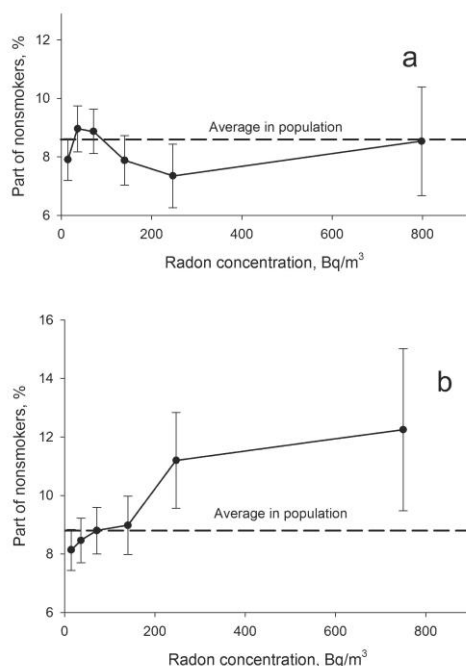 12
a
Part of nonsmokers, %
10
Average in population
8
6
0 200 400 600 800
Radon concentration, Bq/m³
16
14
b
Part of nonsmokers, %
12
10
Average in population
8
6
0 200 400 600 800
Radon concentration, Bq/m³